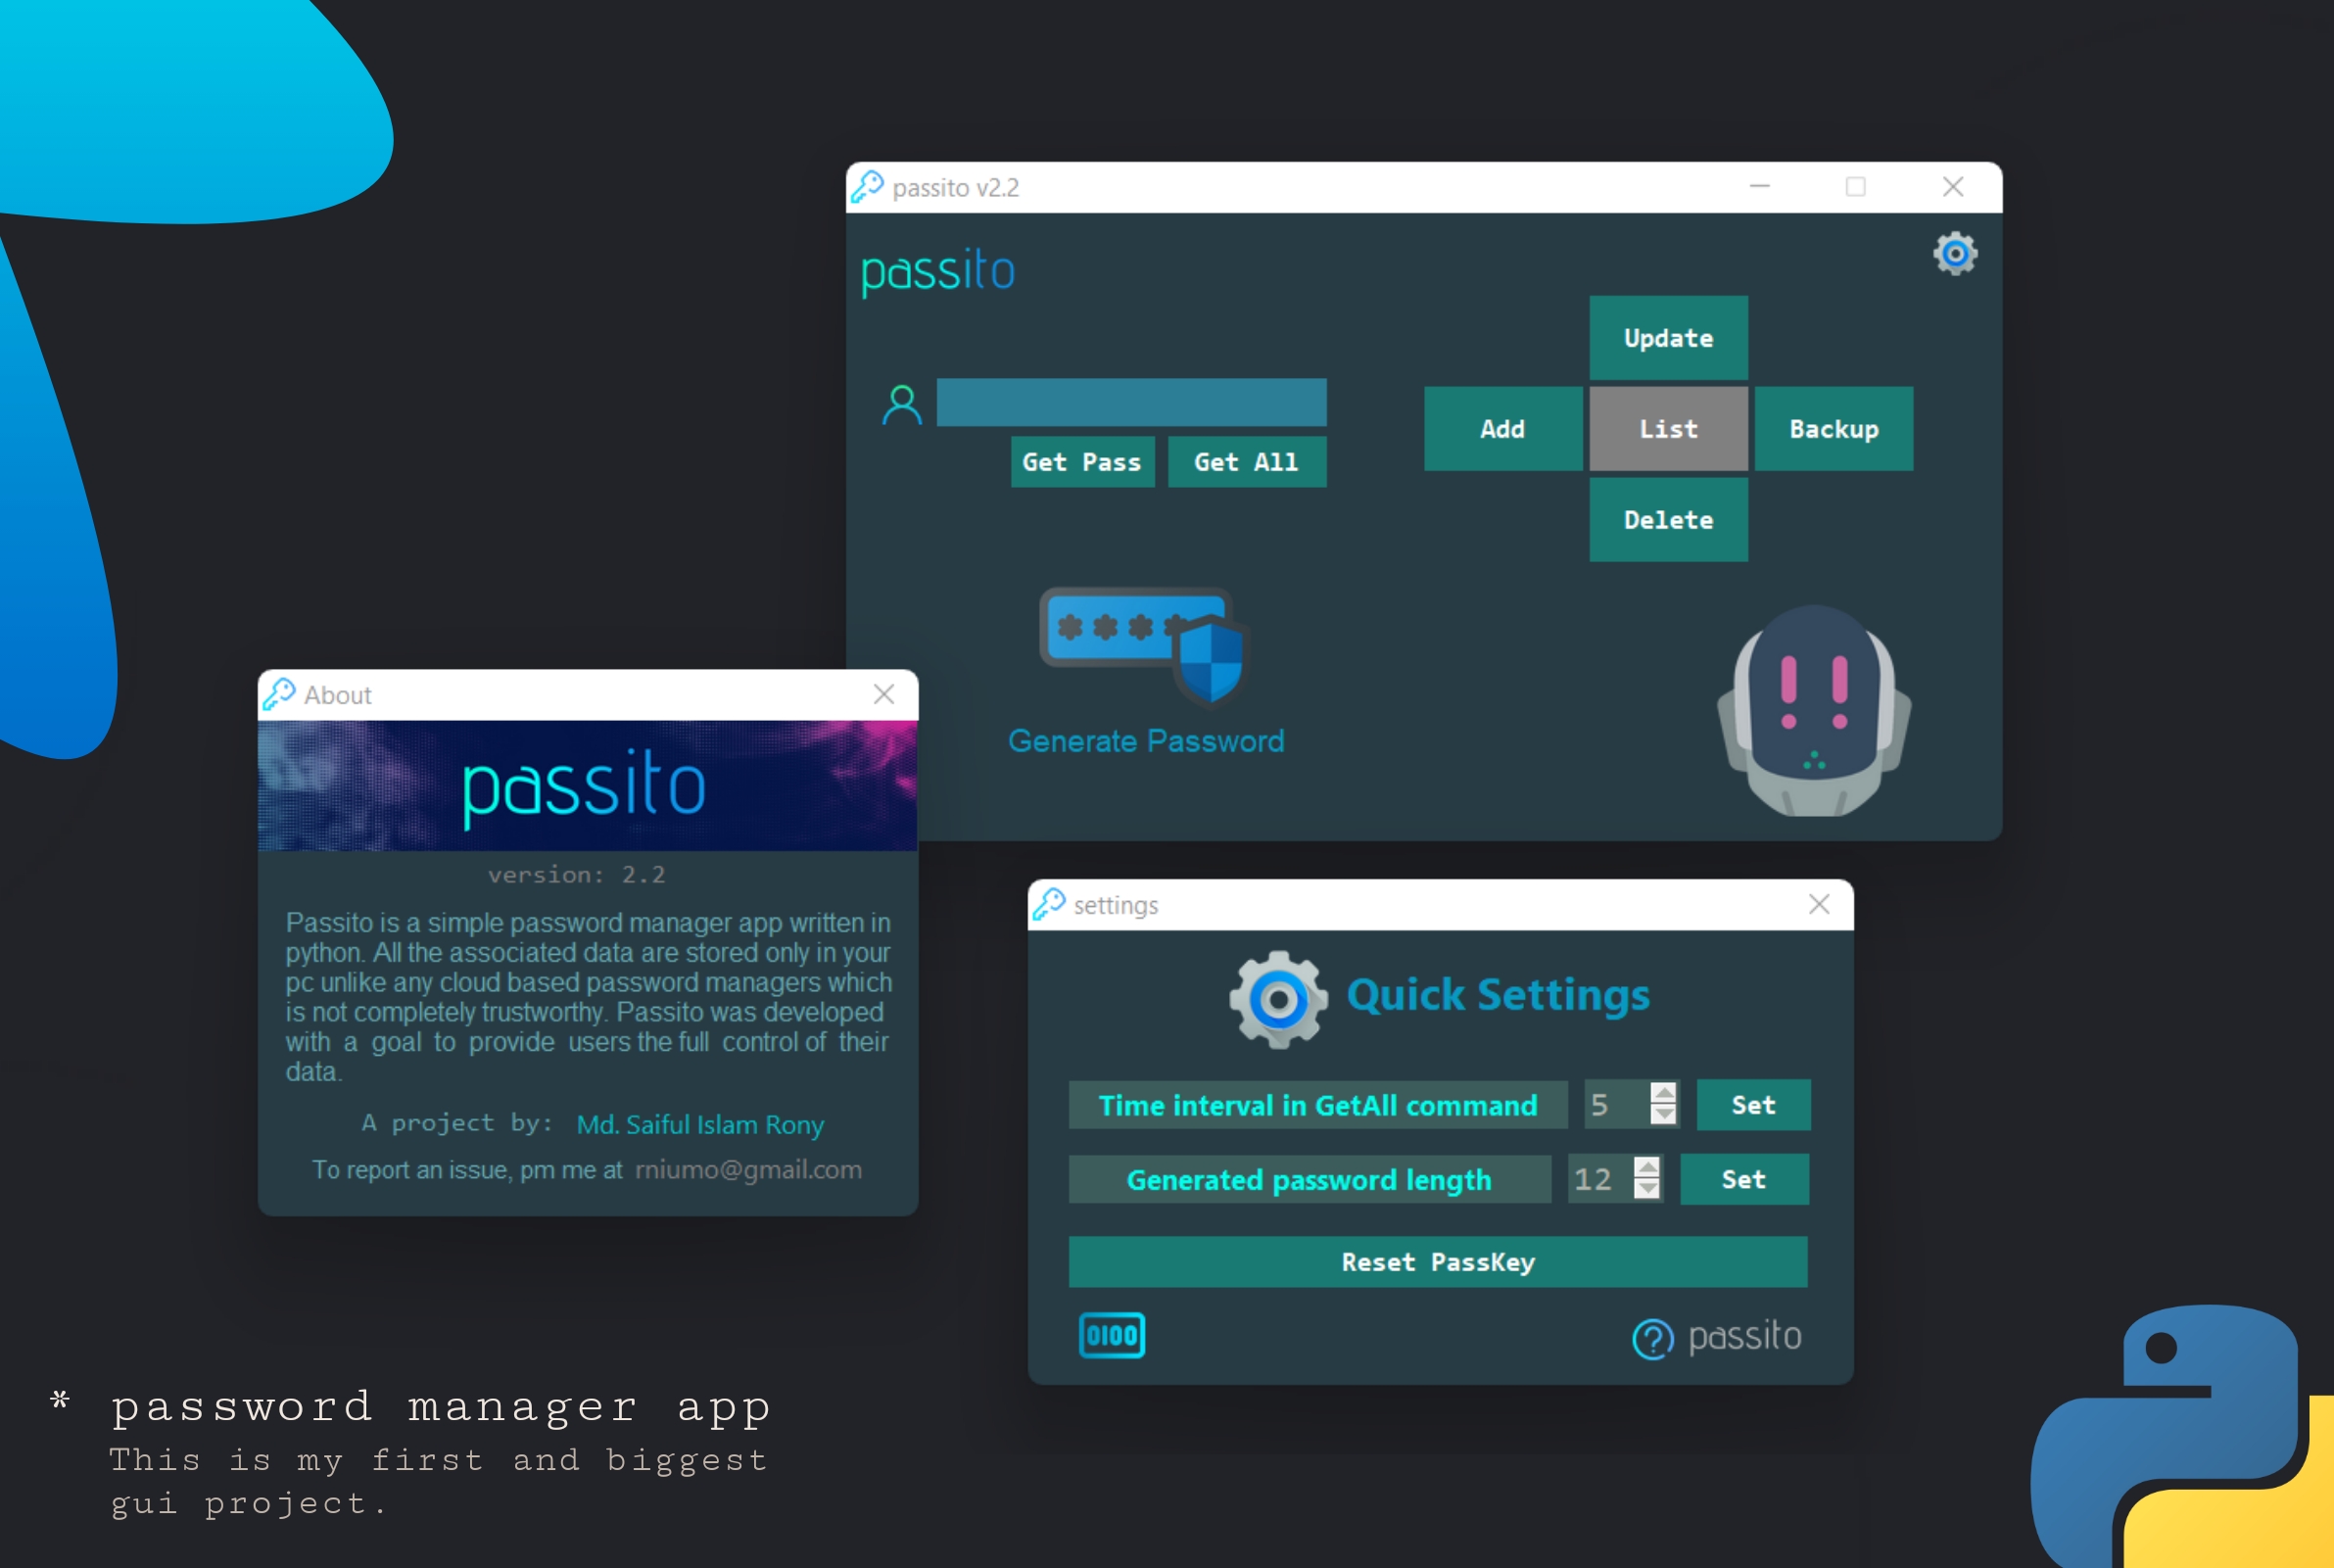 passito v2.2
passito
Update
Add
List
Backup
Get Pass
Get All
Delete
****
Generate Password
About
passito
version: 2.2
Passito is a simple password manager app written in
python. All the associated data are stored only in your
pc unlike any cloud based password managers which
is not completely trustworthy. Passito was developed
with a goal to provide users the full control of their
data.
A project by: Md. Saiful Islam Rony
To report an issue, pm me at rniumo@gmail.com
settings
Quick Settings
Time interval in GetAll command 5 Set
Generated password length 12 Set
Reset PassKey
0100
? passito
* password manager app
This is my first and biggest
gui project.